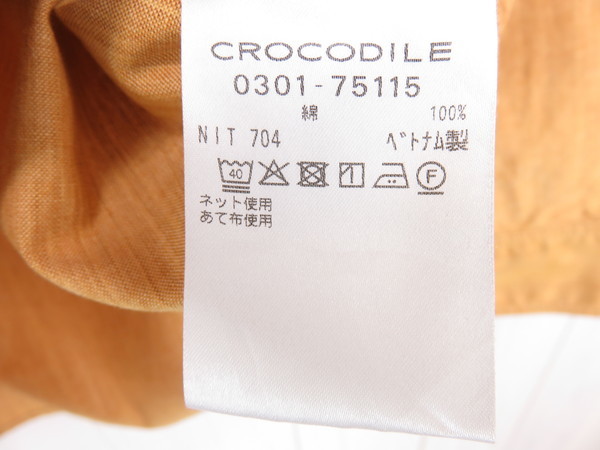 CROCODILE
0301-75115
綿 100%
NIT 704 ベトナム製
40 F
ネット使用
あて布使用